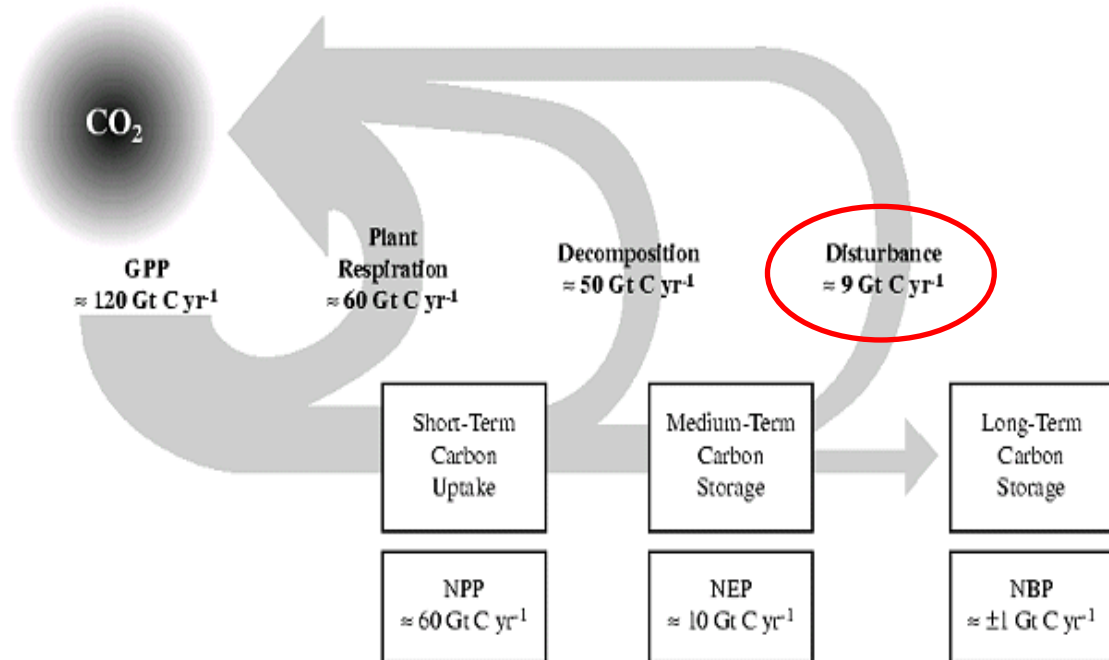 CO₂
GPP
≈ 120 Gt C yr⁻¹
Plant
Respiration
≈ 60 Gt C yr⁻¹
Decomposition
≈ 50 Gt C yr⁻¹
Disturbance
≈ 9 Gt C yr⁻¹
Short-Term
Carbon
Uptake
Medium-Term
Carbon
Storage
Long-Term
Carbon
Storage
NPP
≈ 60 Gt C yr⁻¹
NEP
≈ 10 Gt C yr⁻¹
NBP
≈ ±1 Gt C yr⁻¹